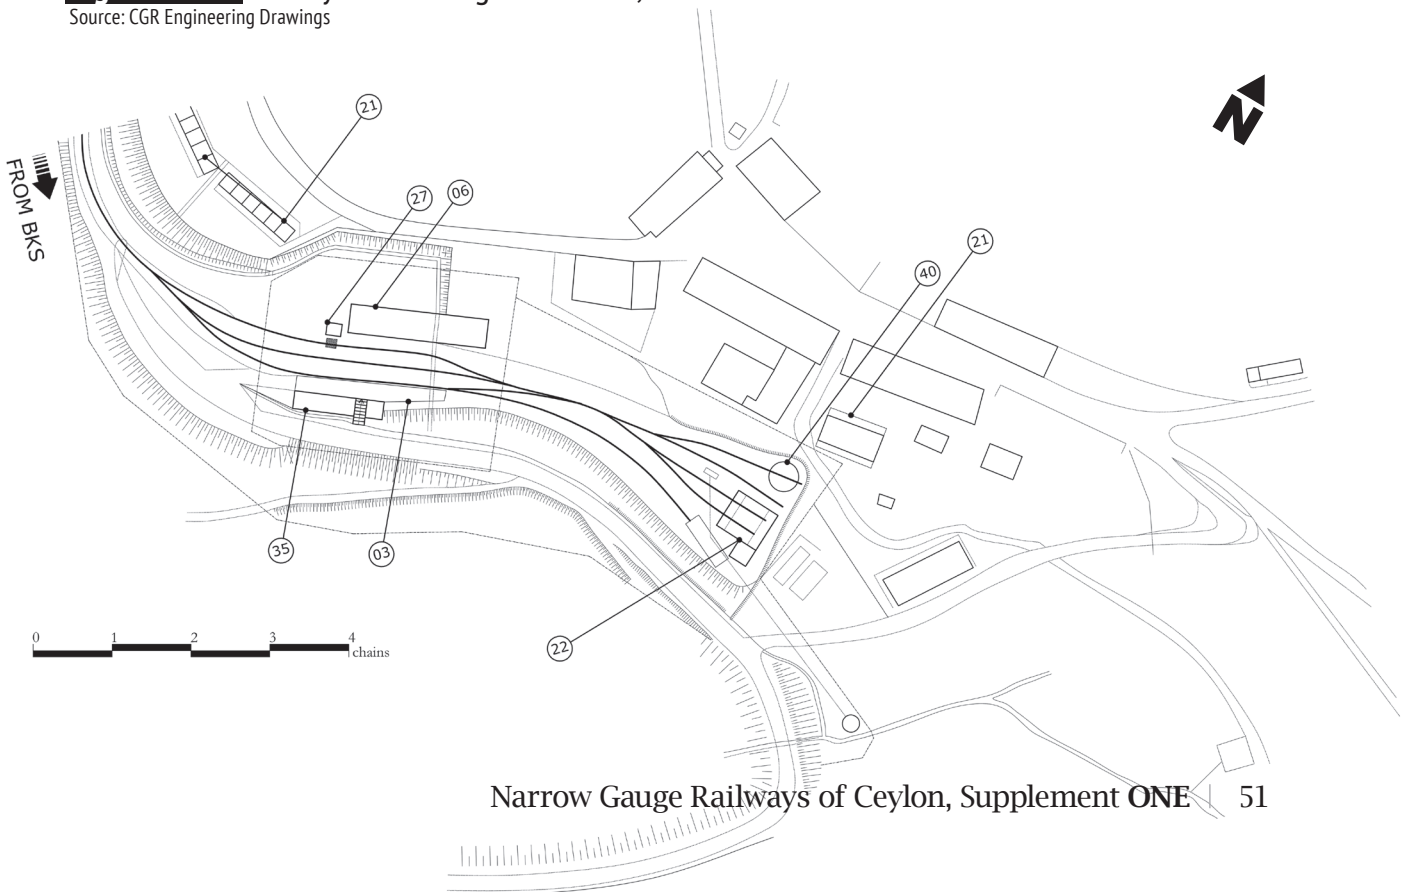 Source: CGR Engineering Drawings
N
21
FROM BKS
27
06
21
40
35
03
22
0 1 2 3 4
chains
Narrow Gauge Railways of Ceylon, Supplement ONE | 51